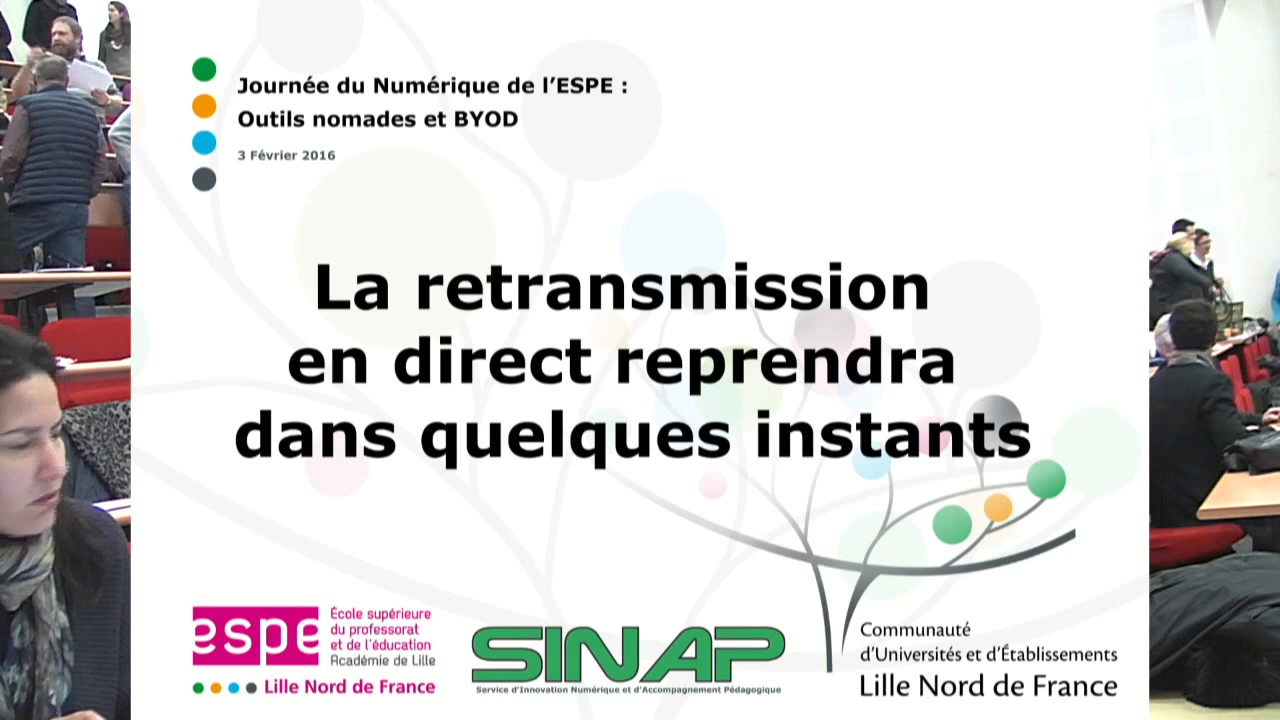 Journée du Numérique de l'ESPE :
Outils nomades et BYOD
3 Février 2016
La retransmission
en direct reprendra
dans quelques instants
espe
École supérieure
du professorat
et de l'éducation
Académie de Lille
Lille Nord de France
SINAP
Service d'Innovation Numérique et d'Accompagnement Pédagogique
Communauté
d'Universités et d'Établissements
Lille Nord de France